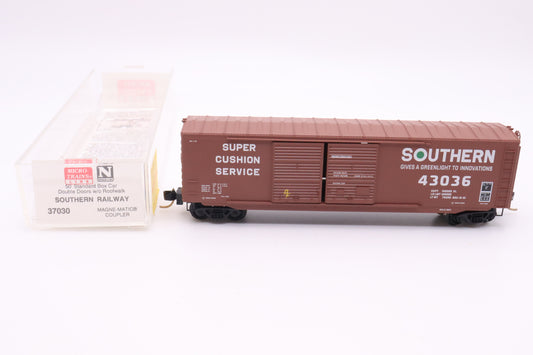 MICRO-
TRAINS
LINE
N
50' Standard Box Car
Double Doors w/o Roofwalk
SOUTHERN RAILWAY
37030
MAGNE-MATIC®
COUPLER
SUPER
CUSHION
SERVICE
SOUTHERN
GIVES A GREENLIGHT TO INNOVATIONS
43036